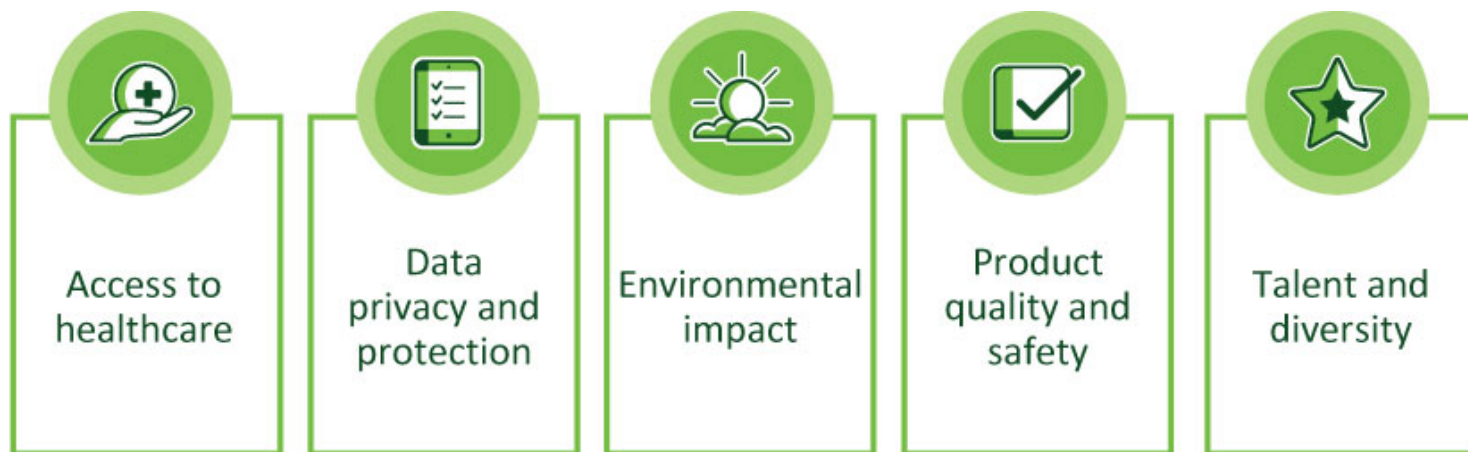 Access to
healthcare
Data
privacy and
protection
Environmental
impact
Product
quality and
safety
Talent and
diversity